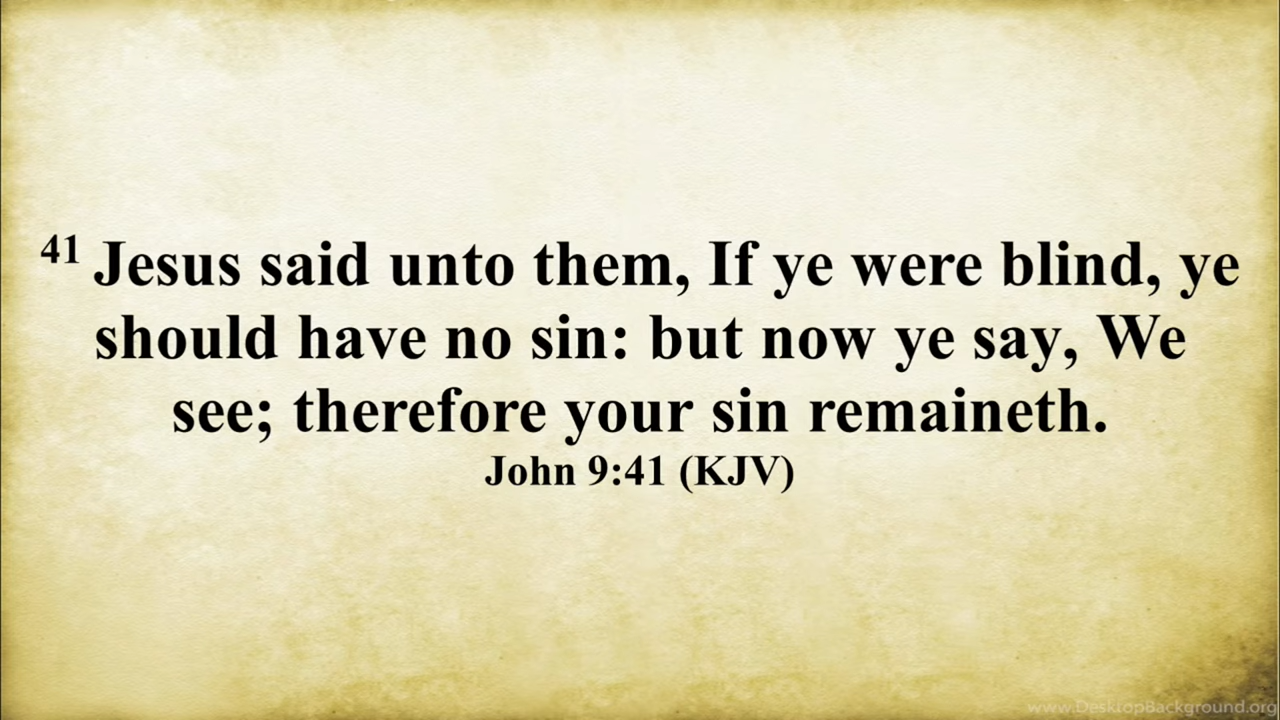 41 Jesus said unto them, If ye were blind, ye
should have no sin: but now ye say, We
see; therefore your sin remaineth.
John 9:41 (KJV)
www.DesktopBackground.org